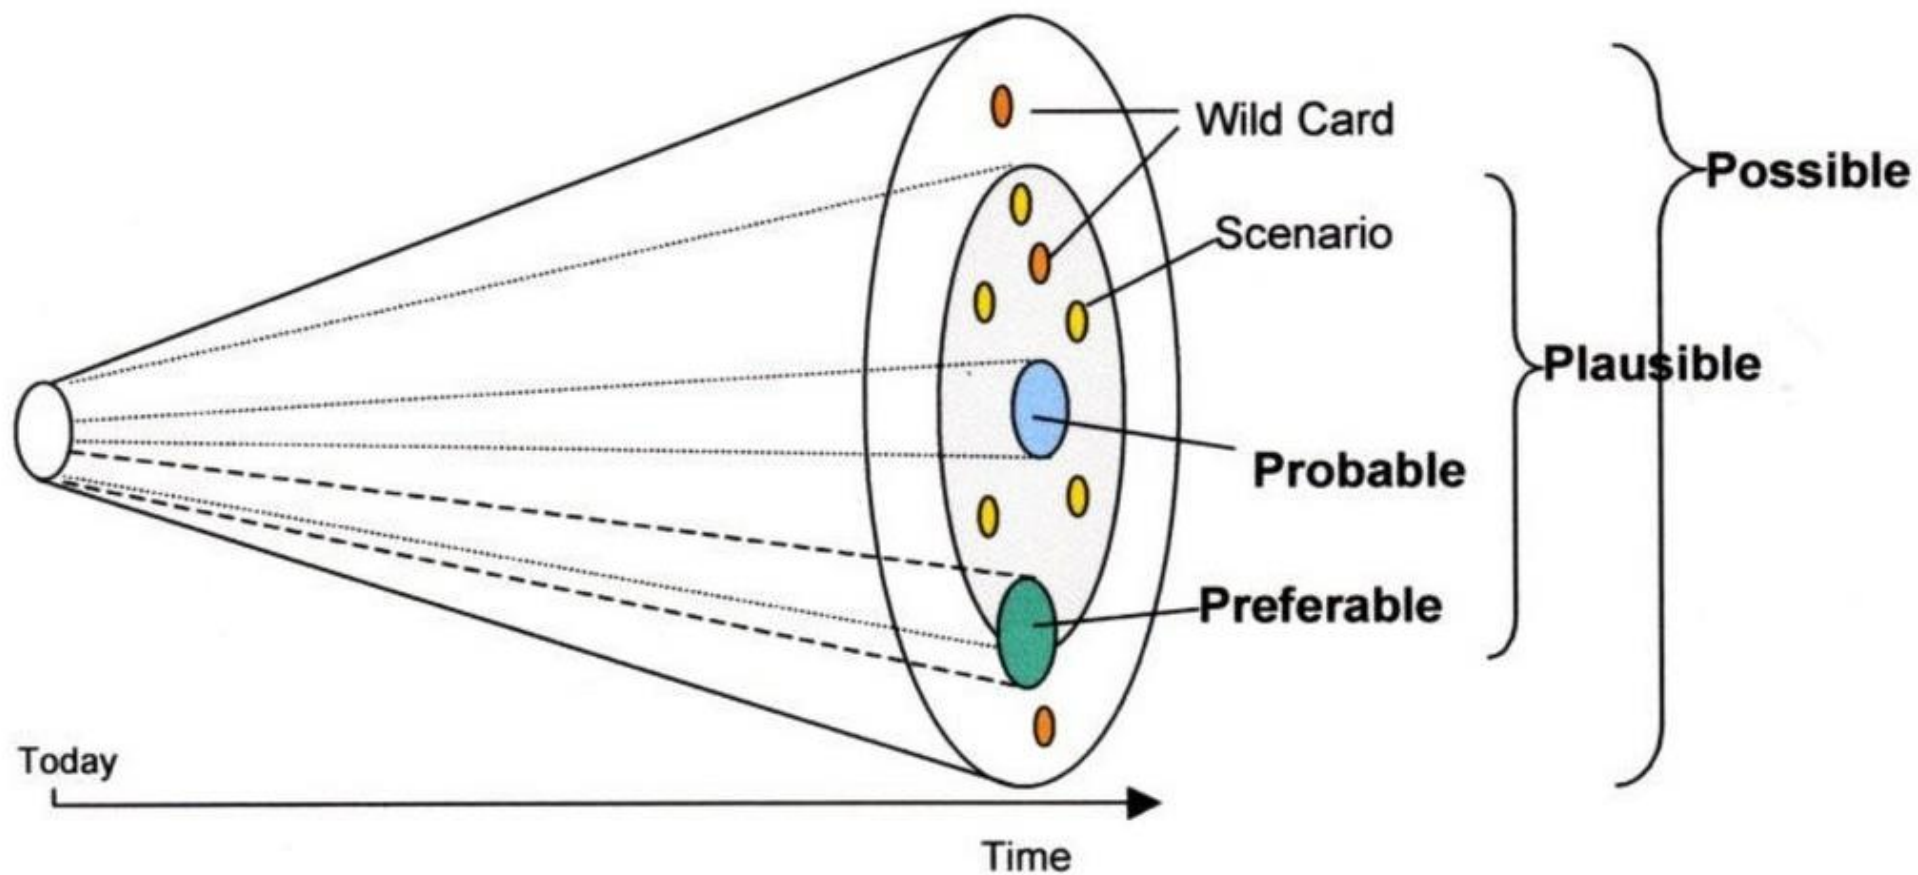 Wild Card
Possible
Scenario
Plausible
Probable
Preferable
Today
Time